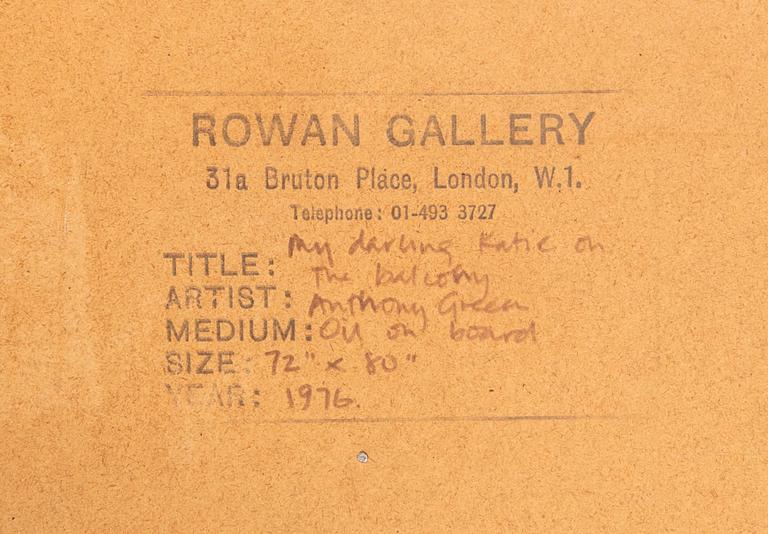 ROWAN GALLERY
31a Bruton Place, London, W.1.
Telephone: 01-493 3727
TITLE: My darling Katie on
the balcony
ARTIST: Anthony Green
MEDIUM: Oil on board
SIZE: 72" x 80"
YEAR: 1976.